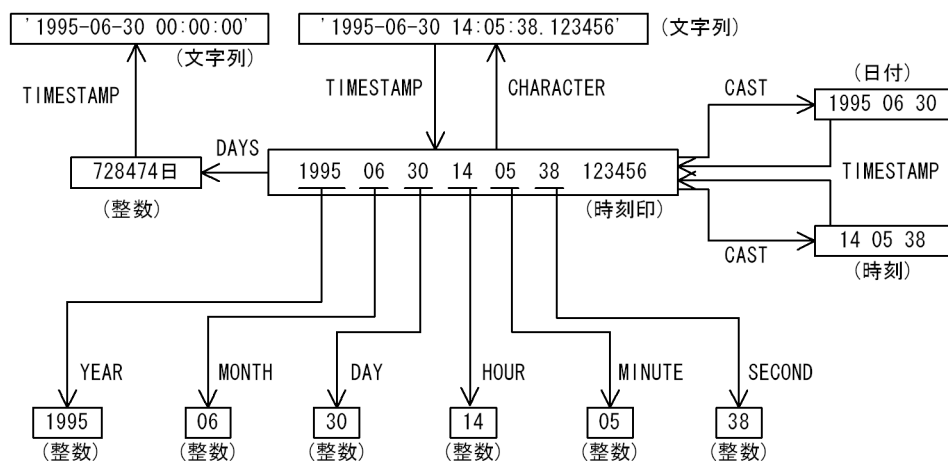 '1995-06-30 00:00:00'
(文字列)
'1995-06-30 14:05:38.123456'
(文字列)
TIMESTAMP
TIMESTAMP
CHARACTER
CAST
(日付)
1995 06 30
DAYS
728474日
(整数)
1995 06 30 14 05 38 123456
(時刻印)
TIMESTAMP
CAST
14 05 38
(時刻)
YEAR
MONTH
DAY
HOUR
MINUTE
SECOND
1995
06
30
14
05
38
(整数)
(整数)
(整数)
(整数)
(整数)
(整数)